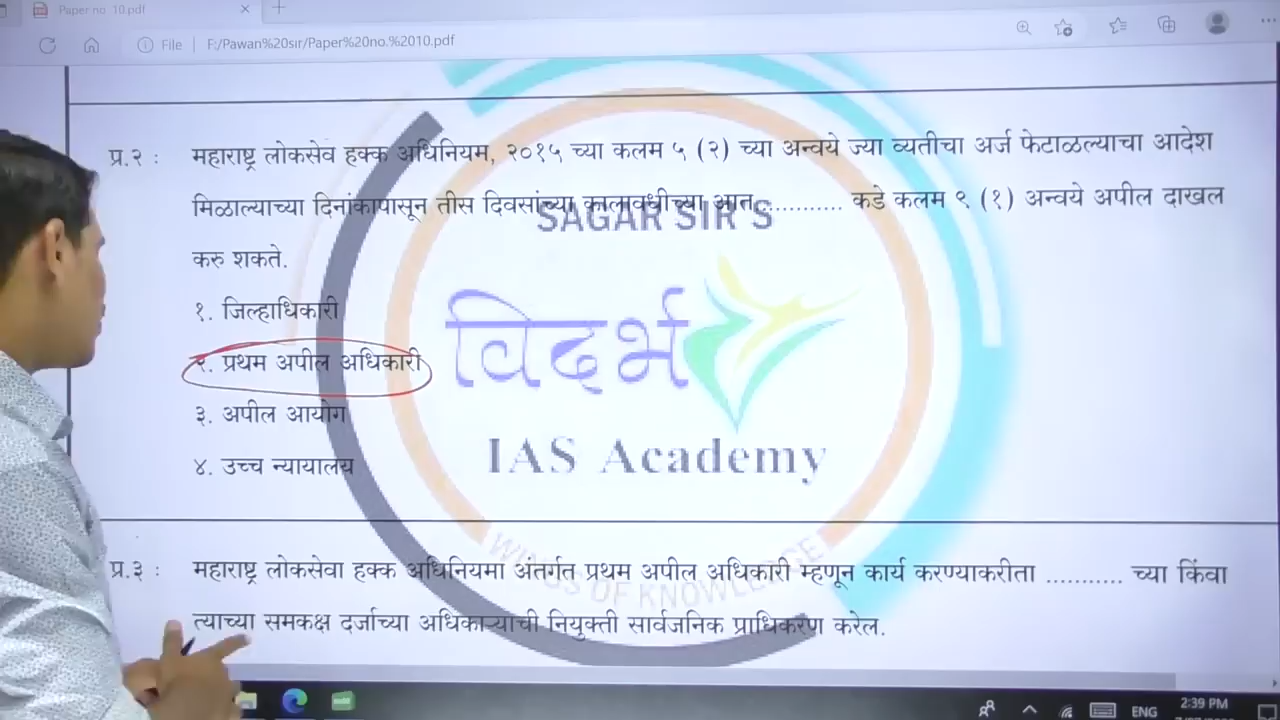 Paper no. 10.pdf
File F:/Pawan%20sir/Paper%20no.%2010.pdf
प्र.२ : महाराष्ट्र लोकसेव हक्क अधिनियम, २०१५ च्या कलम ५ (२) च्या अन्वये ज्या व्यतीचा अर्ज फेटाळल्याचा आदेश
मिळाल्याच्या दिनांकापासून तीस दिवसांच्या कालावधीच्या आत ........... कडे कलम ९ (१) अन्वये अपील दाखल
SAGAR SIR'S
करु शकते.
१. जिल्हाधिकारी
विदर्भ
२. प्रथम अपील अधिकारी
३. अपील आयोग
IAS Academy
४. उच्च न्यायालय
WINGS OF KNOWLEDGE
प्र.३ : महाराष्ट्र लोकसेवा हक्क अधिनियमा अंतर्गत प्रथम अपील अधिकारी म्हणून कार्य करण्याकरीता ........... च्या किंवा
त्याच्या समकक्ष दर्जाच्या अधिकाऱ्याची नियुक्ती सार्वजनिक प्राधिकरण करेल.
ENG 2:39 PM